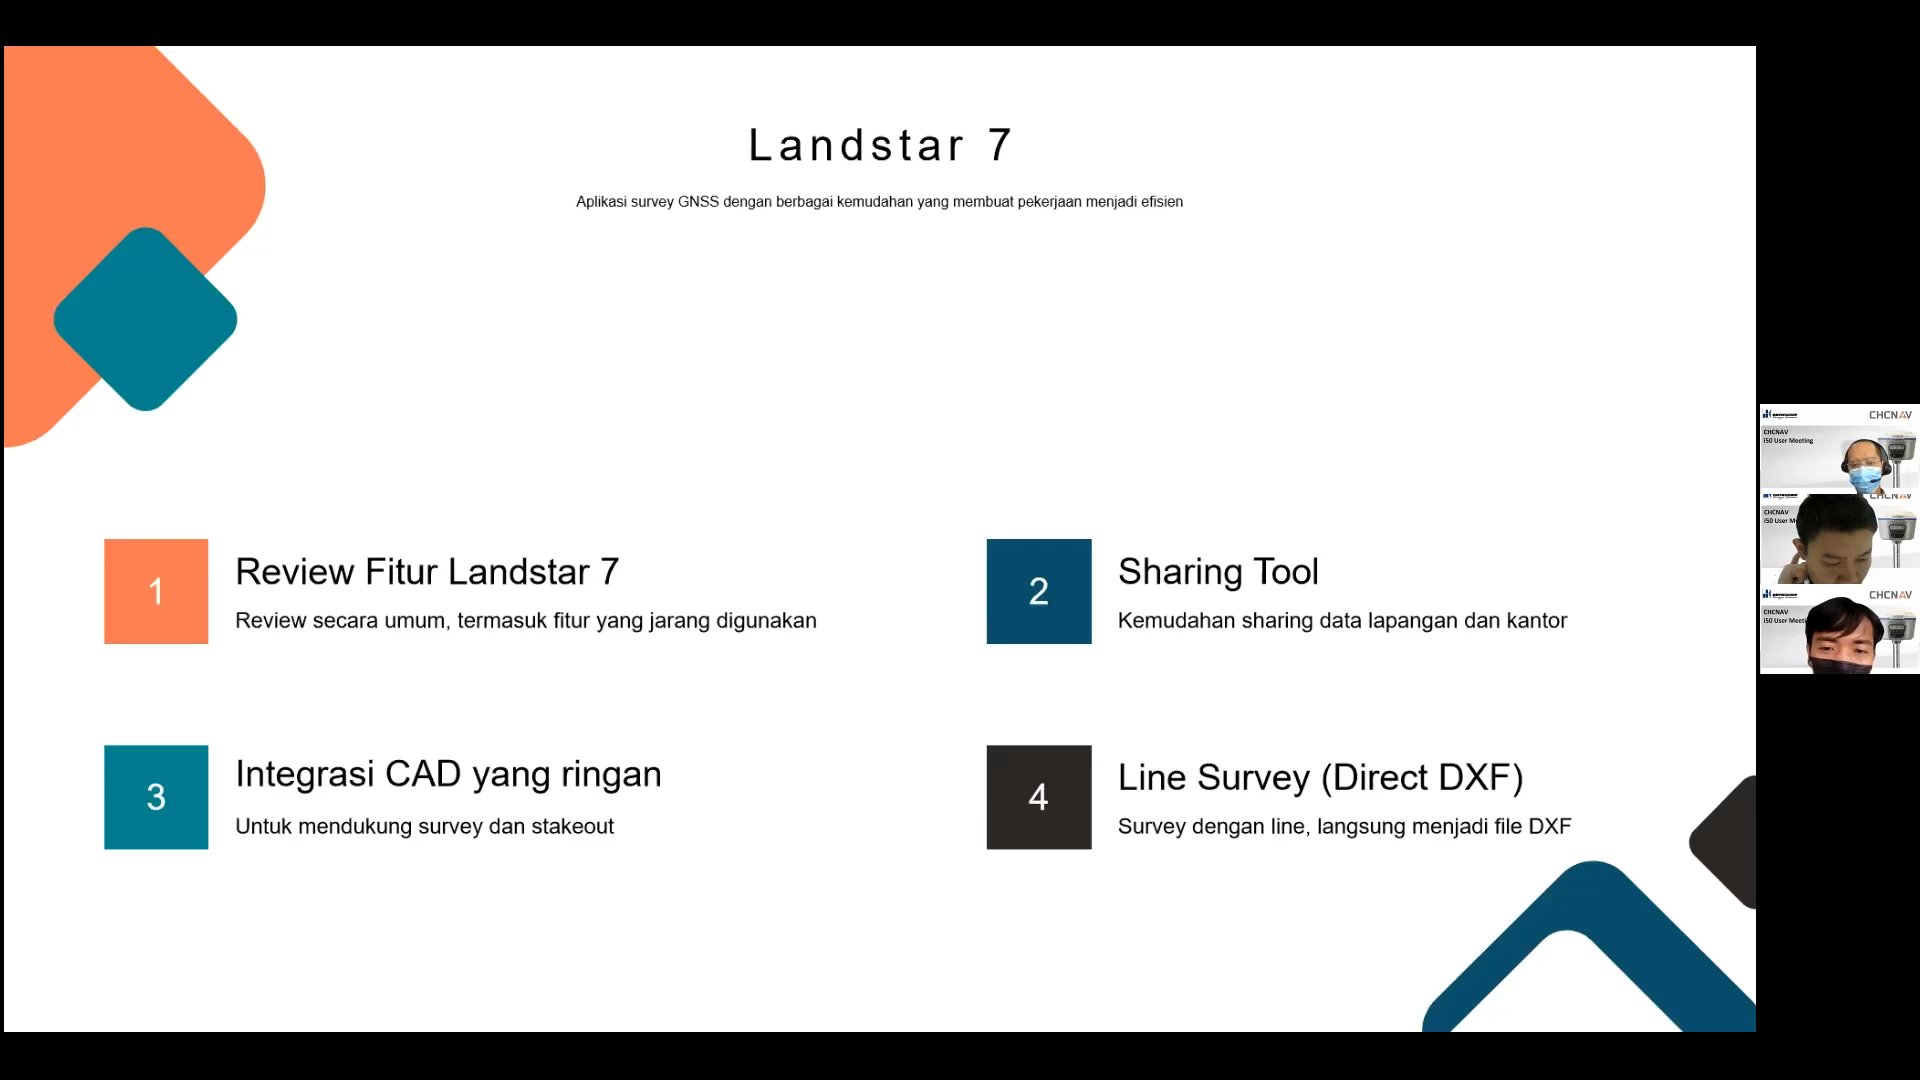 Landstar 7
Aplikasi survey GNSS dengan berbagai kemudahan yang membuat pekerjaan menjadi efisien
1
Review Fitur Landstar 7
Review secara umum, termasuk fitur yang jarang digunakan
2
Sharing Tool
Kemudahan sharing data lapangan dan kantor
3
Integrasi CAD yang ringan
Untuk mendukung survey dan stakeout
4
Line Survey (Direct DXF)
Survey dengan line, langsung menjadi file DXF
CHCNAV
CHCNAV
i50 User Meeting
CHCNAV
CHCNAV
i50 User
CHCNAV
CHCNAV
i50 User